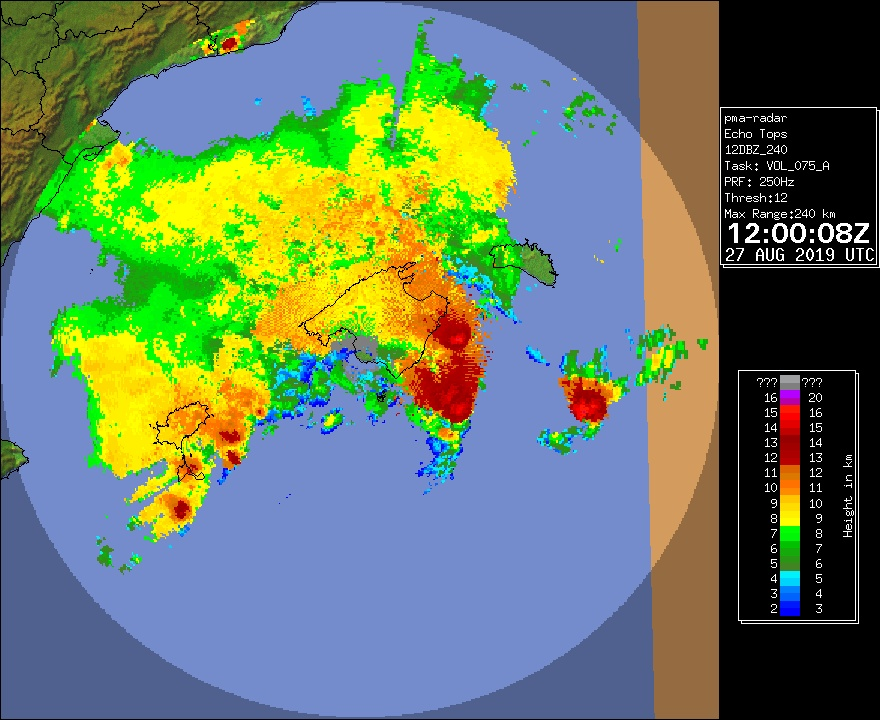 pma-radar
Echo Tops
12DBZ_240
Task: VOL_075_A
PRF: 250Hz
Thresh:12
Max Range:240 km
12:00:08Z
27 AUG 2019 UTC
??? ???
16 20
15 16
14 15
13 14
12 13
11 12
10 11
9 10
8 9
7 8
6 7
5 6
4 5
3 4
2 3
Height in km